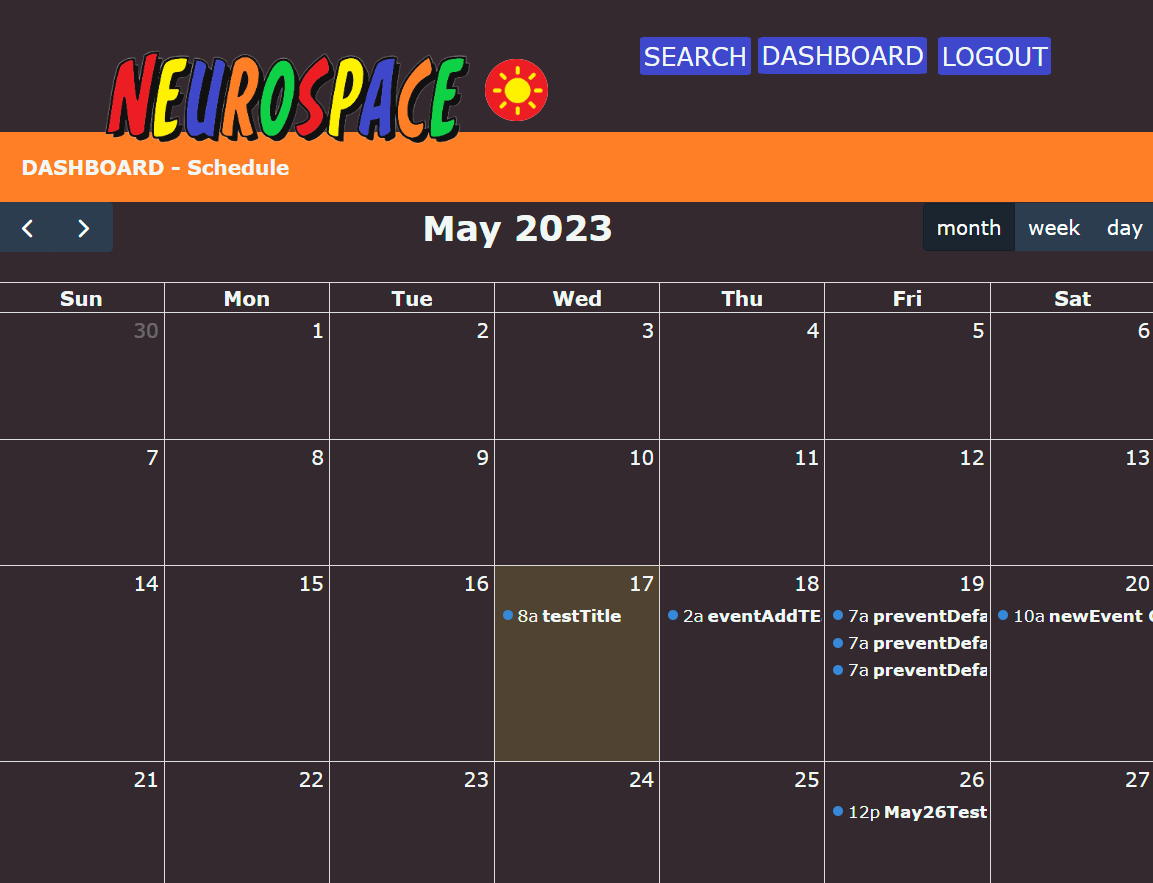 SEARCH DASHBOARD LOGOUT
NEUROSPACE
DASHBOARD - Schedule
May 2023
month week day
Sun Mon Tue Wed Thu Fri Sat
30 1 2 3 4 5 6
7 8 9 10 11 12 13
14 15 16 17 18 19 20
8a testTitle 2a eventAddTE 7a preventDefa 10a newEvent
7a preventDefa
7a preventDefa
21 22 23 24 25 26 27
12p May26Test